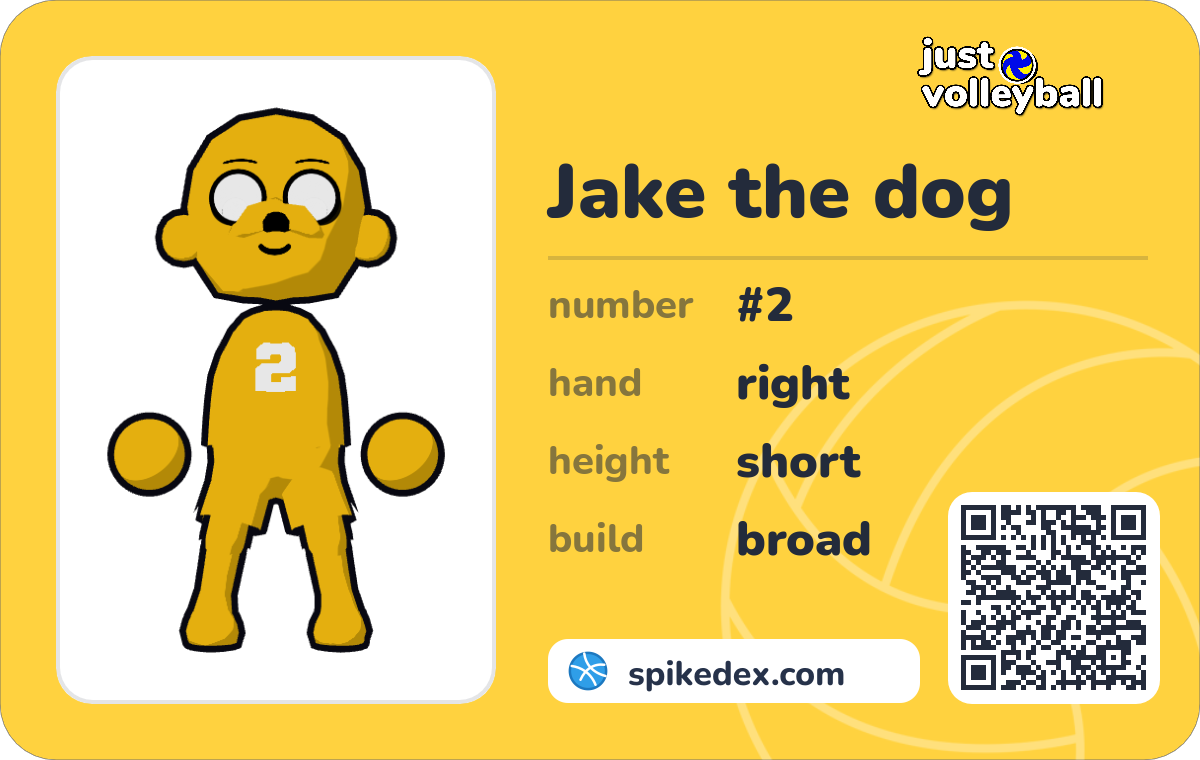 just
volleyball
Jake the dog
number #2
hand right
height short
build broad
2
spikedex.com